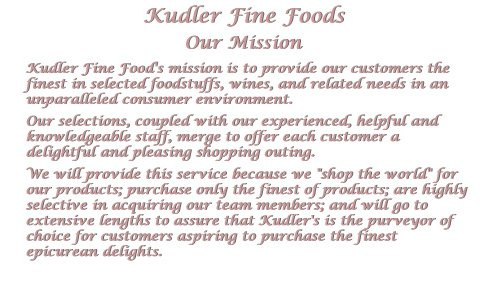 Kudler Fine Foods
Our Mission
Kudler Fine Food's mission is to provide our customers the
finest in selected foodstuffs, wines, and related needs in an
unparalleled consumer environment.
Our selections, coupled with our experienced, helpful and
knowledgeable staff, merge to offer each customer a
delightful and pleasing shopping outing.
We will provide this service because we "shop the world" for
our products; purchase only the finest of products; are highly
selective in acquiring our team members; and will go to
extensive lengths to assure that Kudler's is the purveyor of
choice for customers aspiring to purchase the finest
epicurean delights.